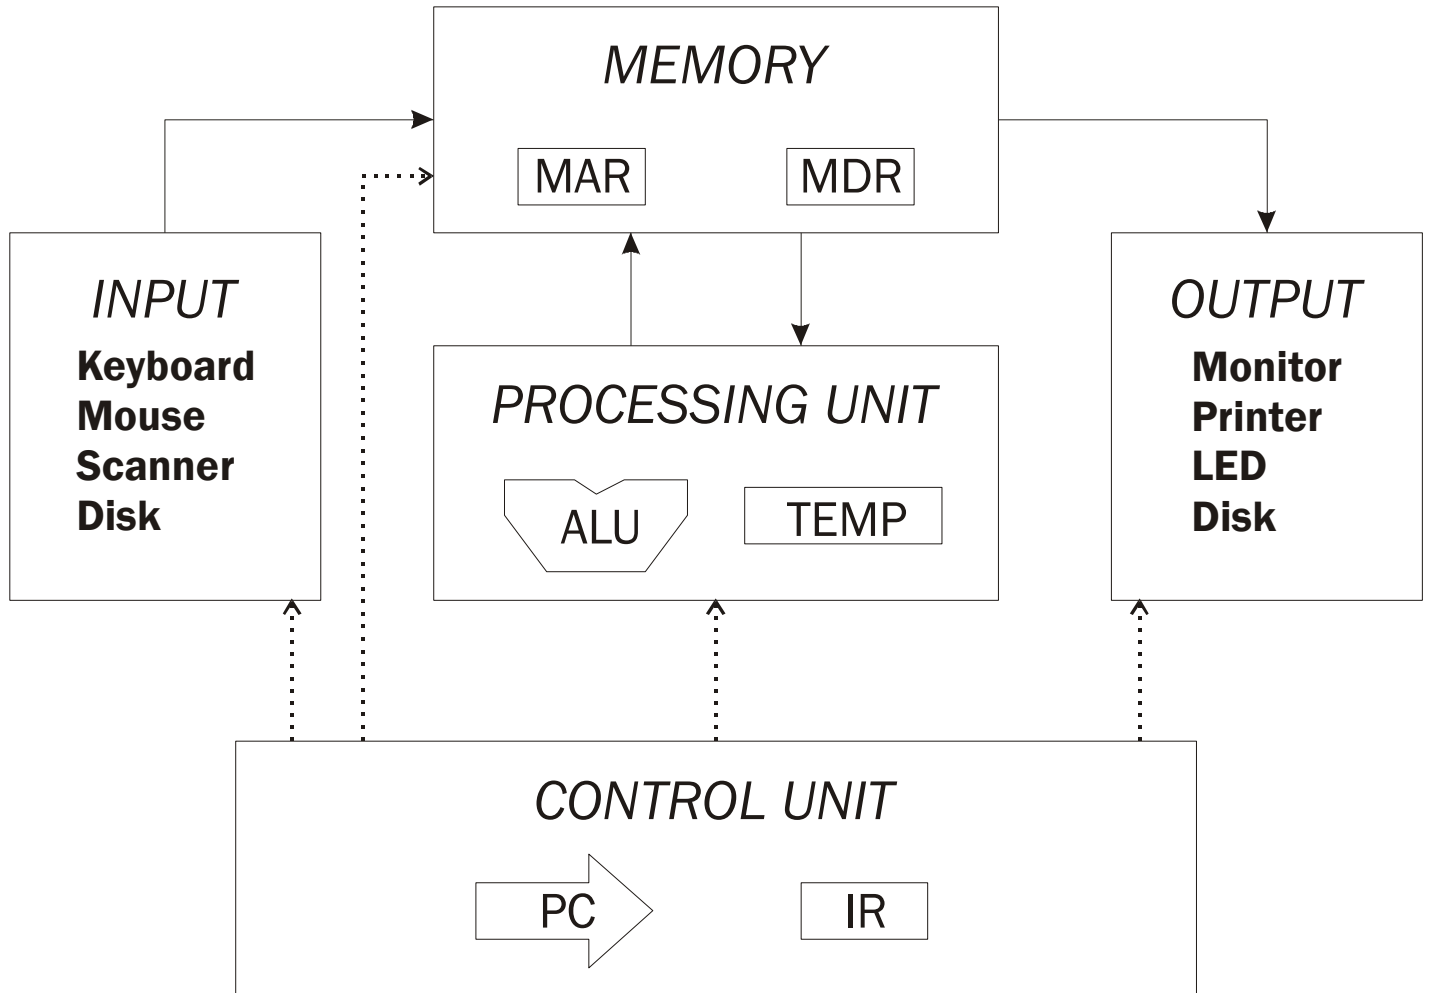 MEMORY
MAR
MDR
INPUT
Keyboard
Mouse
Scanner
Disk
PROCESSING UNIT
ALU
TEMP
OUTPUT
Monitor
Printer
LED
Disk
CONTROL UNIT
PC
IR